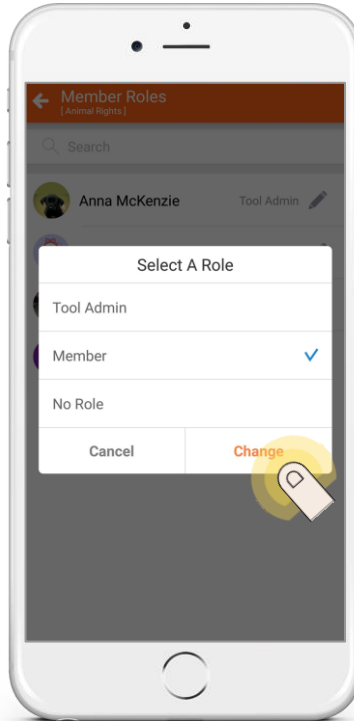 Member Roles
[Animal Rights]
Search
Anna McKenzie Tool Admin
Select A Role
Tool Admin
Member
No Role
Cancel Change